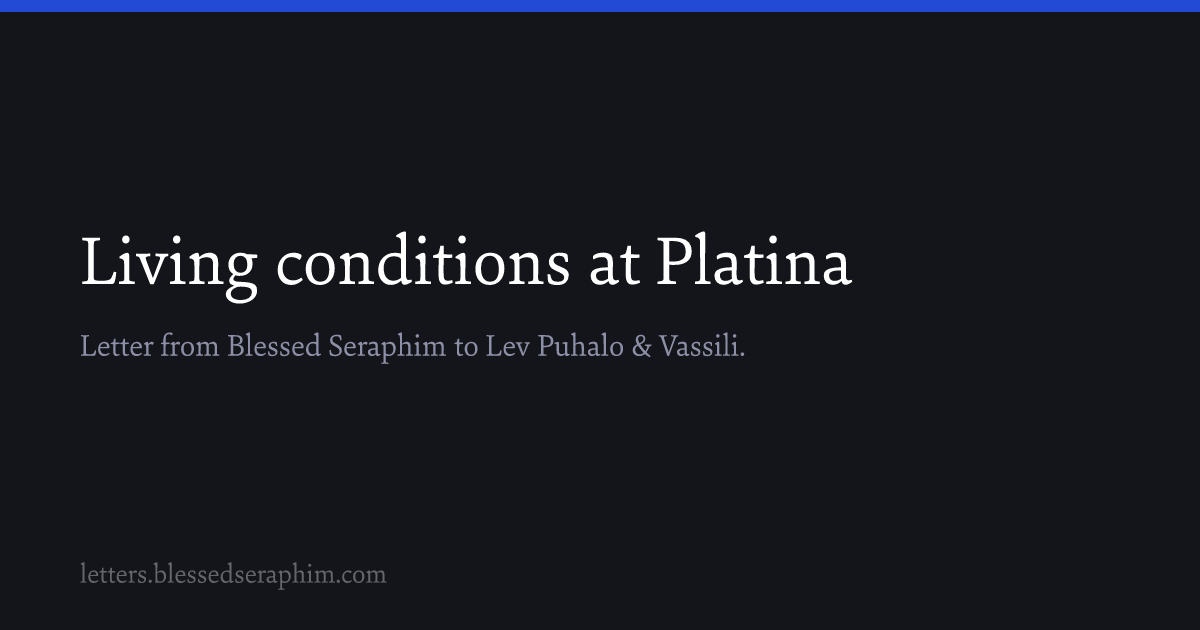 Living conditions at Platina
Letter from Blessed Seraphim to Lev Puhalo & Vassili.
letters.blessedseraphim.com